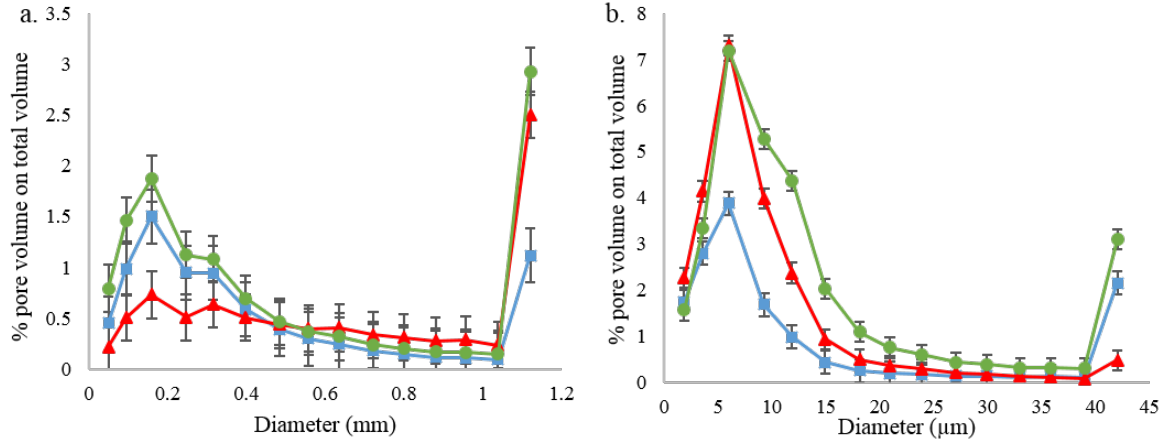 a.
% pore volume on total volume
3.5
3
2.5
2
1.5
1
0.5
0
0 0.2 0.4 0.6 0.8 1 1.2
Diameter (mm)
b.
% pore volume on total volume
8
7
6
5
4
3
2
1
0
0 5 10 15 20 25 30 35 40 45
Diameter (µm)